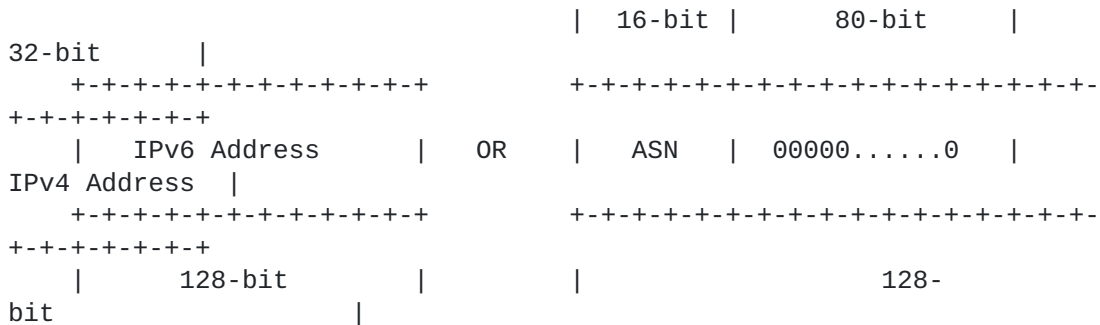 |  16-bit |      80-bit     |
32-bit      |
    +-+-+-+-+-+-+-+-+-+-+-+         +-+-+-+-+-+-+-+-+-+-+-+-+-+-+-+-+-
+-+-+-+-+-+-+
    |   IPv6 Address      |   OR    |   ASN   |  00000......0   |
IPv4 Address  |
    +-+-+-+-+-+-+-+-+-+-+-+         +-+-+-+-+-+-+-+-+-+-+-+-+-+-+-+-+-
+-+-+-+-+-+-+
    |      128-bit        |         |                   128-
bit                   |